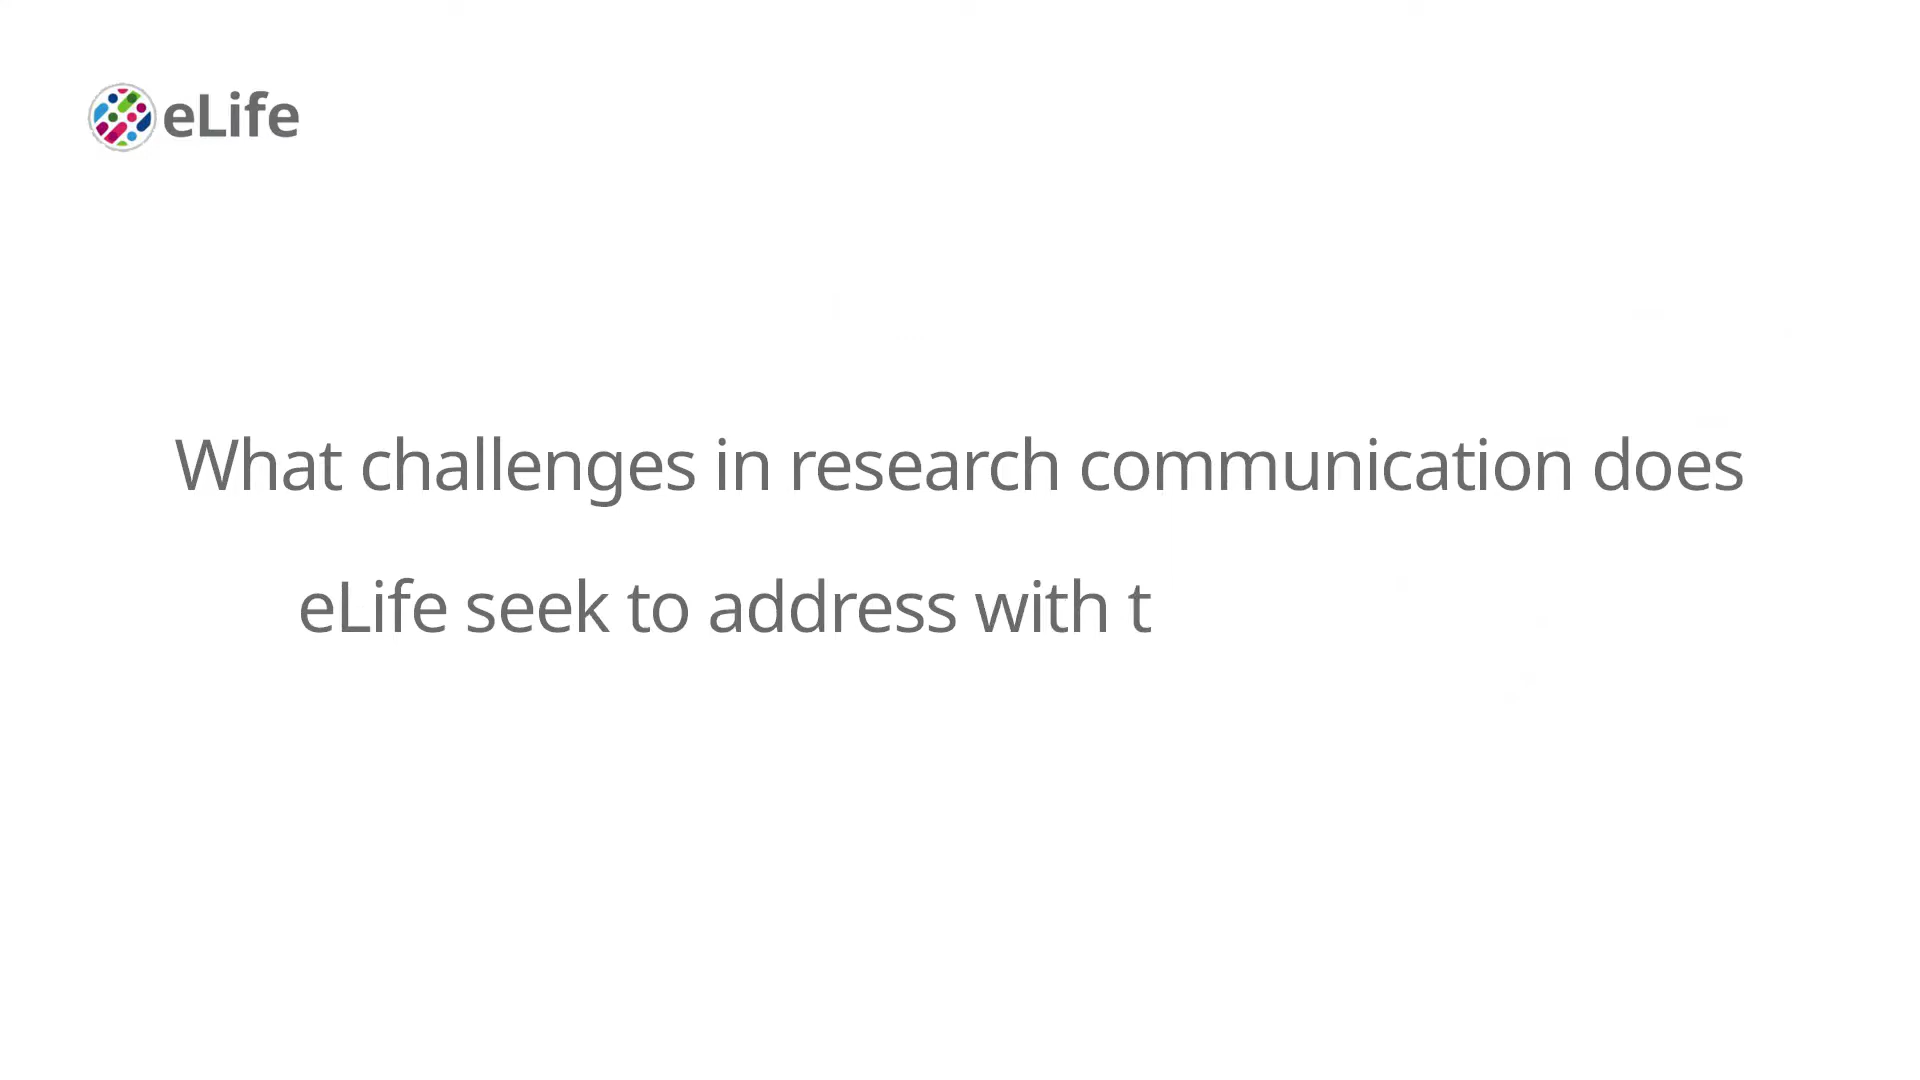 eLife
What challenges in research communication does
eLife seek to address with t